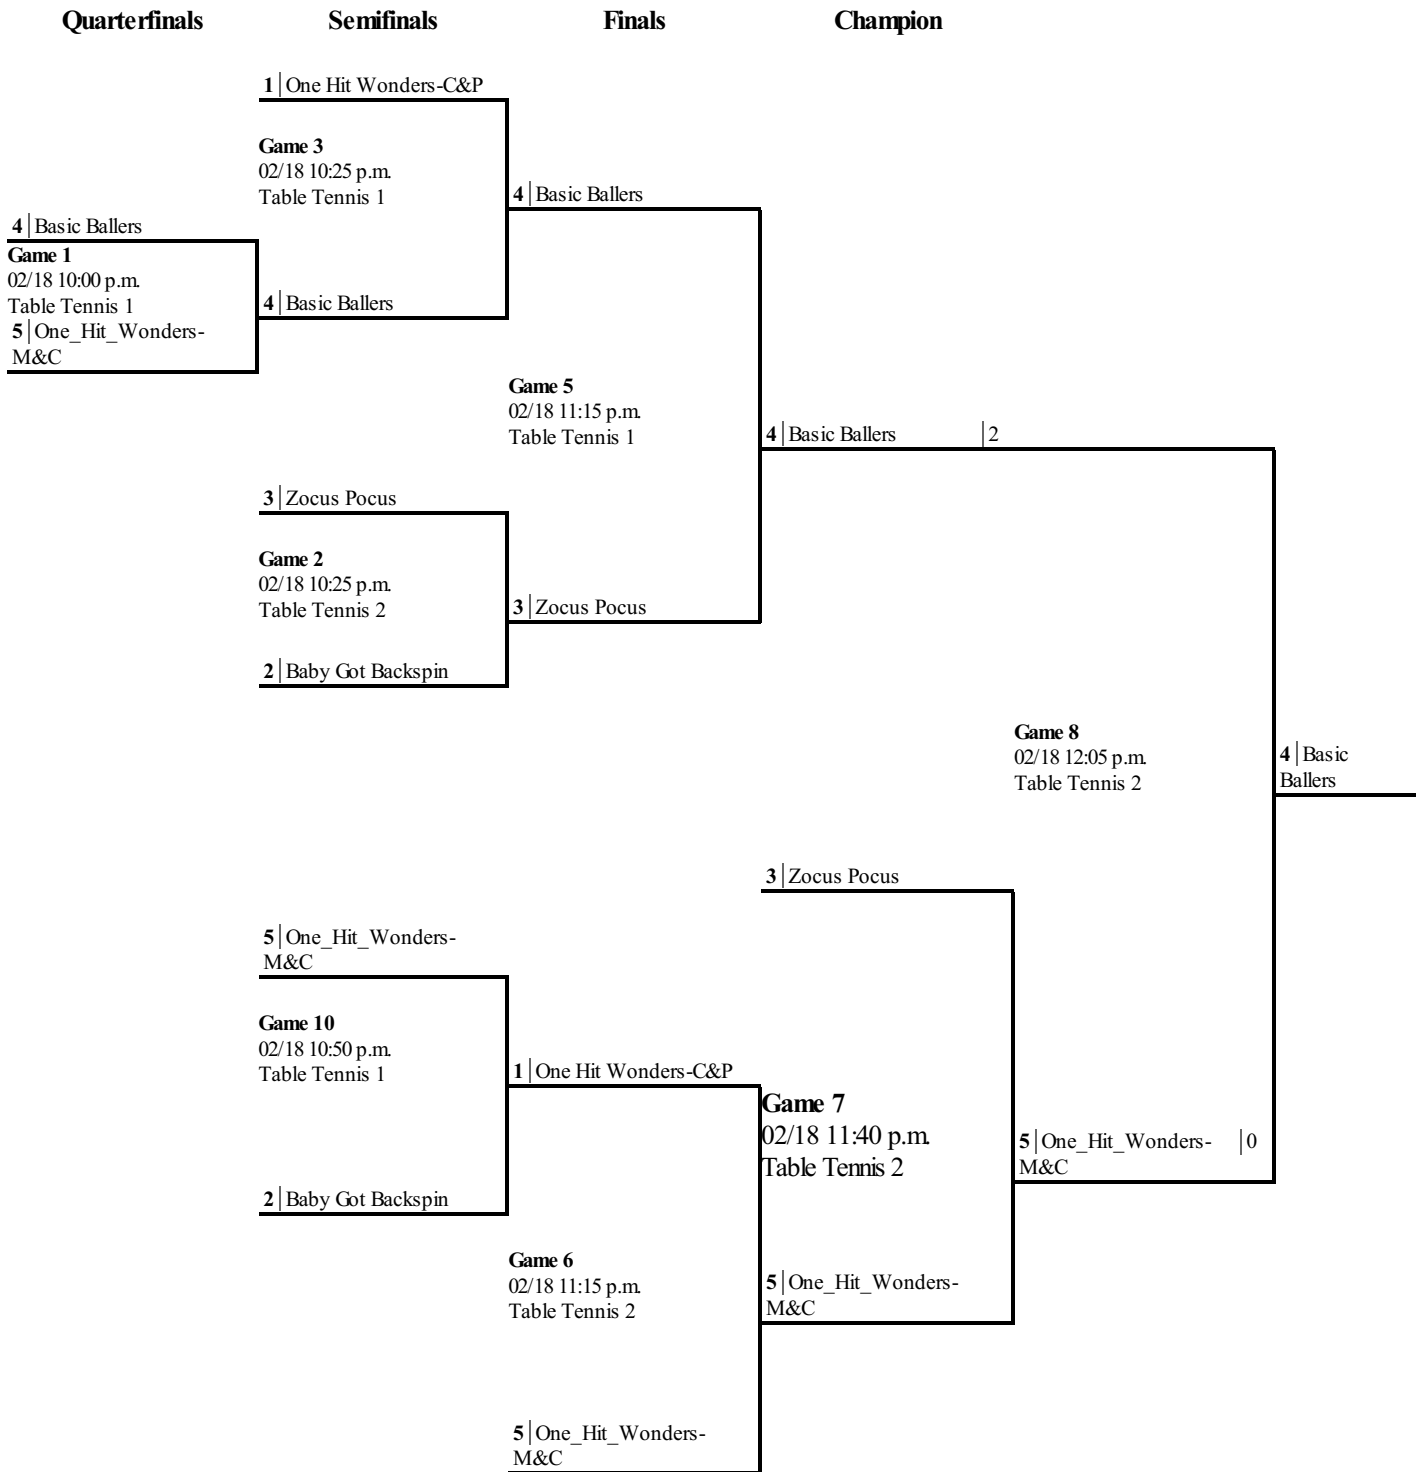 Quarterfinals Semifinals Finals Champion
1 One Hit Wonders-C&P
Game 3
02/18 10:25 p.m.
Table Tennis 1
4 Basic Ballers
4 Basic Ballers
Game 1
02/18 10:00 p.m.
Table Tennis 1
4 Basic Ballers
5 One_Hit_Wonders-
M&C
Game 5
02/18 11:15 p.m.
Table Tennis 1
4 Basic Ballers 2
3 Zocus Pocus
Game 2
02/18 10:25 p.m.
Table Tennis 2
3 Zocus Pocus
2 Baby Got Backspin
Game 8
02/18 12:05 p.m.
Table Tennis 2
4 Basic
Ballers
3 Zocus Pocus
5 One_Hit_Wonders-
M&C
Game 10
02/18 10:50 p.m.
Table Tennis 1
1 One Hit Wonders-C&P
Game 7
02/18 11:40 p.m.
Table Tennis 2
5 One_Hit_Wonders- 0
M&C
2 Baby Got Backspin
Game 6
02/18 11:15 p.m.
Table Tennis 2
5 One_Hit_Wonders-
M&C
5 One_Hit_Wonders-
M&C